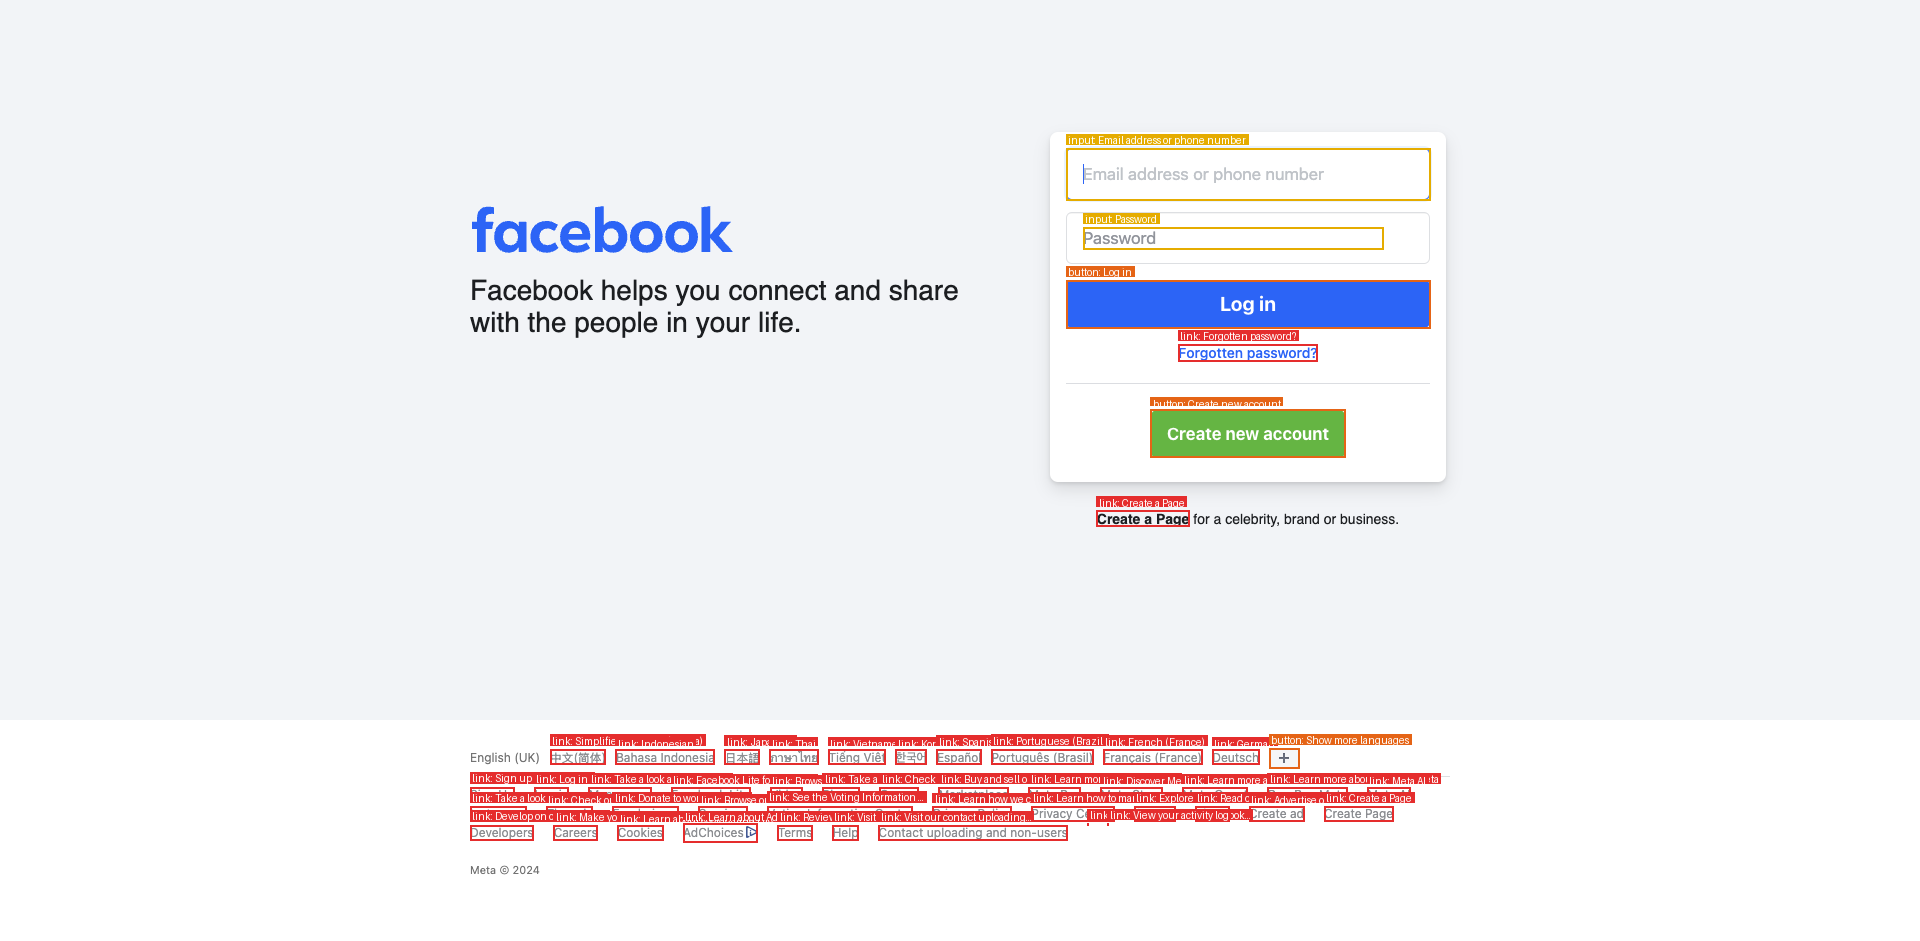 input: Email address or phone number
Email address or phone number
facebook
input: Password
Password
button: Log in
Log in
Facebook helps you connect and share
with the people in your life.
link: Forgotten password?
Forgotten password?
button: Create new account
Create new account
link: Create a Page
Create a Page for a celebrity, brand or business.
link: Simplifie link: Indonesian link: Japa link: Thai link: Vietname link: Kor link: Spanis link: Portuguese (Brazil link: French (France) link: Germa button: Show more languages
English (UK) 中文(简体) Bahasa Indonesia 日本語 ภาษาไทย Tiếng Việt 한국어 Español Português (Brasil) Français (France) Deutsch
link: Sign up link: Log in link: Take a look a link: Facebook Lite fo link: Brows link: Take a link: Check link: Buy and sell o link: Learn mo link: Discover Me link: Learn more a link: Learn more abou link: Meta AI
link: Take a look link: Check ou link: Donate to wo link: Browse o link: See the Voting Information ... link: Learn how we c link: Learn how to ma link: Explore link: Read link: Advertise o link: Create a Page
Privacy Create ad Create Page
link: Develop on link: Make yo link: Learn ab link: Learn about Ad link: Review link: Visit link: Visit our contact uploading... link: View your activity log
Developers Careers Cookies AdChoices Terms Help Contact uploading and non-users
Meta © 2024